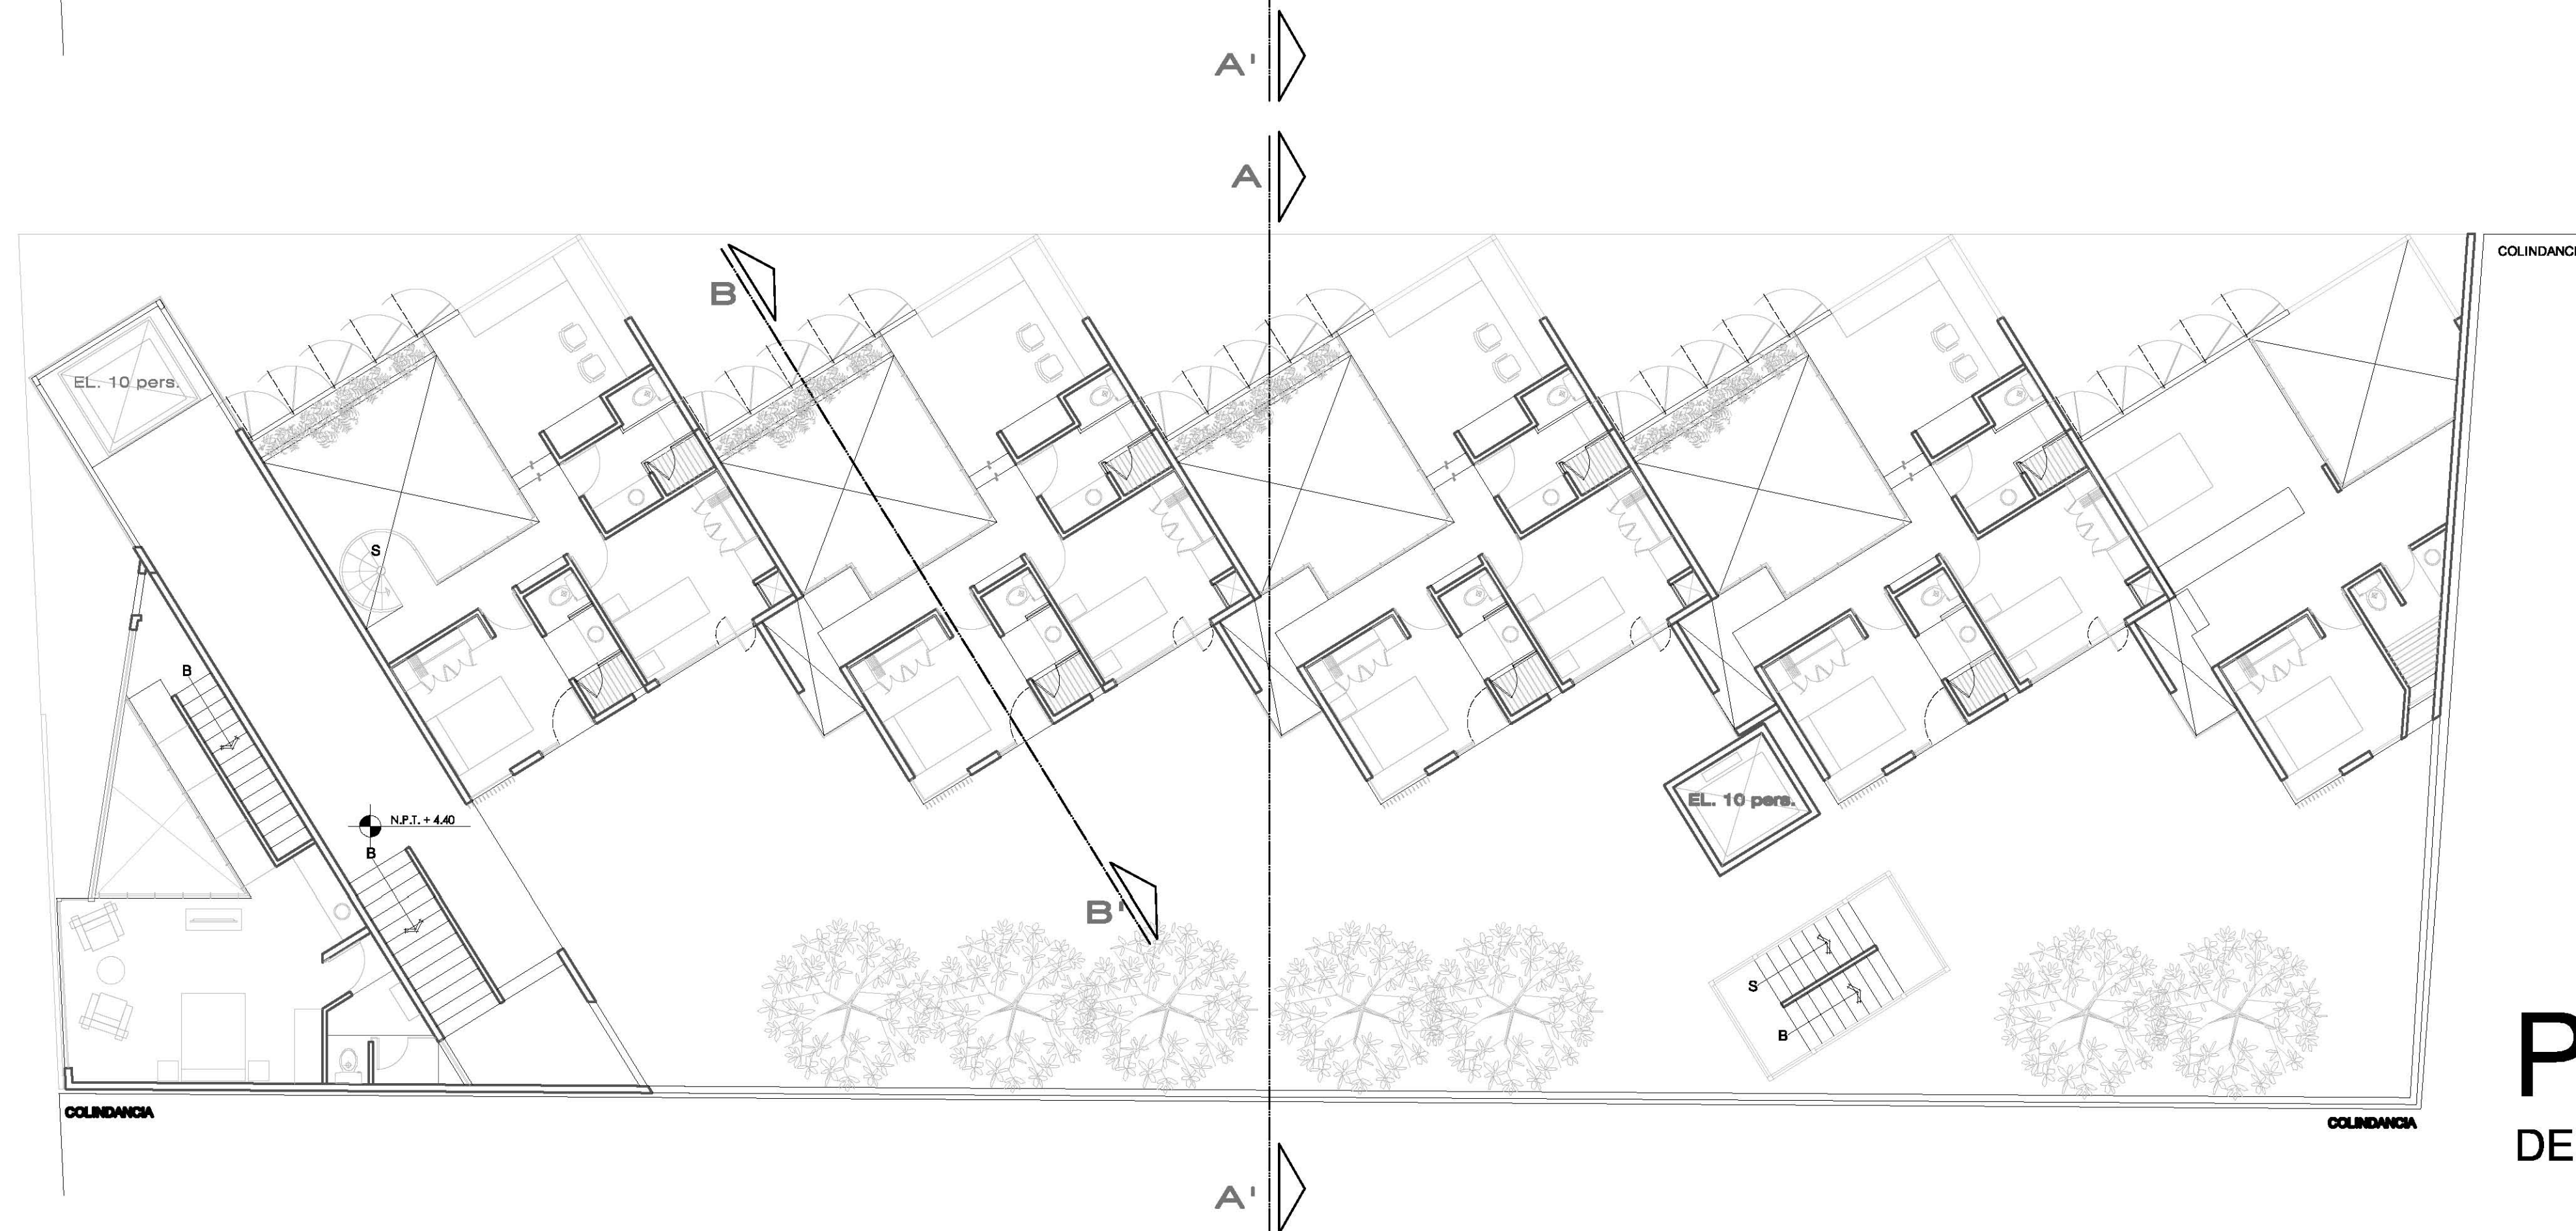 A'
A
COLINDANCI
B
EL. 10 pers.
S
B
N.P.T. + 4.40
B
EL. 10 pers.
B'
S
B
P
DE
COLINDANCIA
COLINDANCIA
A'